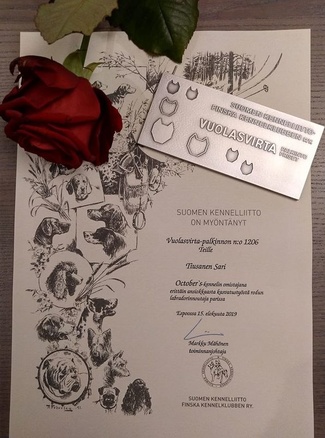 SUOMEN KENNELLIITTO-
FINSKA KENNELKLUBBEN
VUOLASVIRTA
SUOMEN KENNELLIITTO
ON MYÖNTÄNYT
Vuolasvirta-palkinnon n:o 1206
Teille
Tiusanen Sari
October's-kennelin omistajana
erittäin ansiokkaasta kasvatustyöstä rodun
labradorinnoutaja parissa
Espoossa 15. elokuuta 2019
Markku Mähönen
toiminnanjohtaja
SUOMEN KENNELLIITTO
FINSKA KENNELKLUBBEN RY.